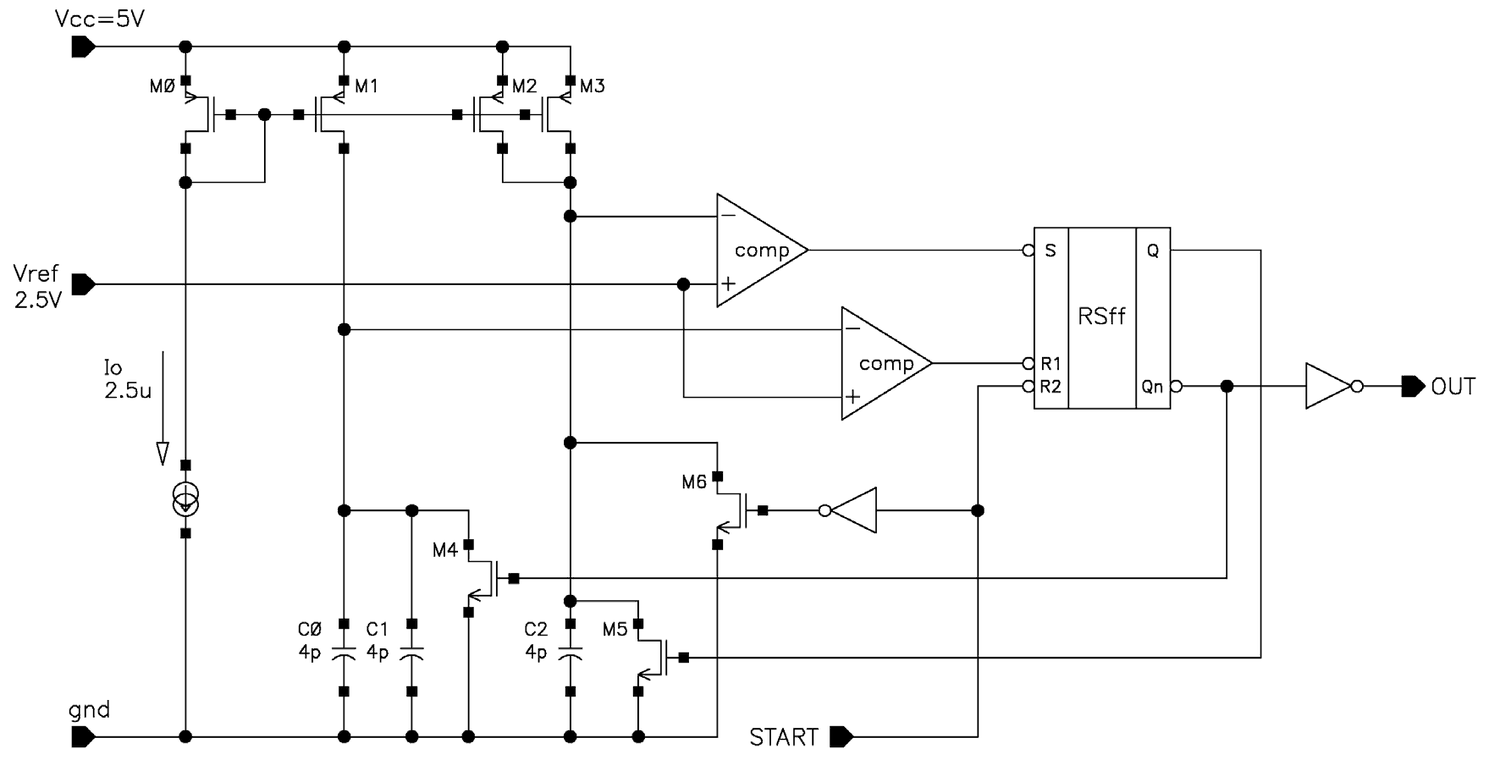 Vcc=5V
MØ
M1
M2
M3
Vref
2.5V
Io
2.5u
−
comp
+
−
comp
+
S
R1
R2
RSff
Q
Qn
OUT
M6
M4
CØ
4p
C1
4p
C2
4p
M5
gnd
START